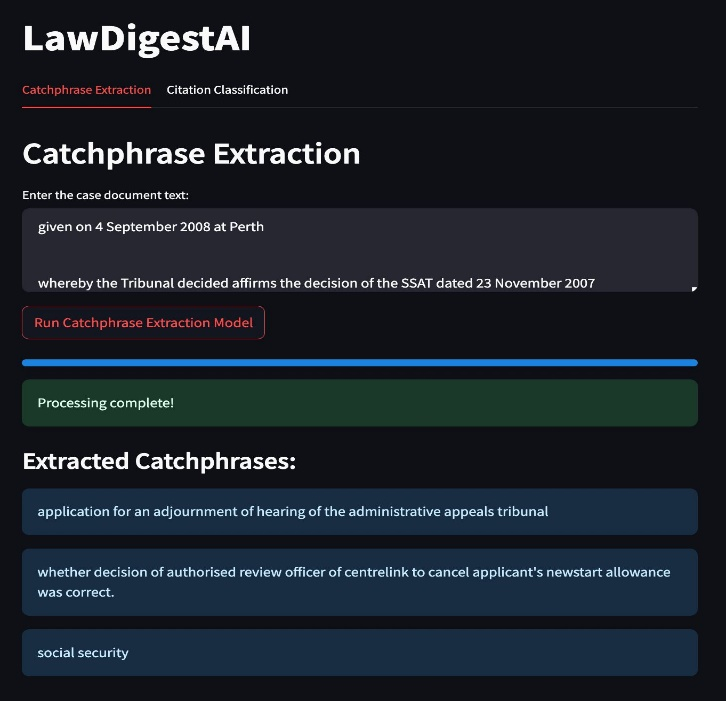 LawDigestAI
Catchphrase Extraction Citation Classification
Catchphrase Extraction
Enter the case document text:
given on 4 September 2008 at Perth
whereby the Tribunal decided affirms the decision of the SSAT dated 23 November 2007
Run Catchphrase Extraction Model
Processing complete!
Extracted Catchphrases:
application for an adjournment of hearing of the administrative appeals tribunal
whether decision of authorised review officer of centrelink to cancel applicant's newstart allowance
was correct.
social security